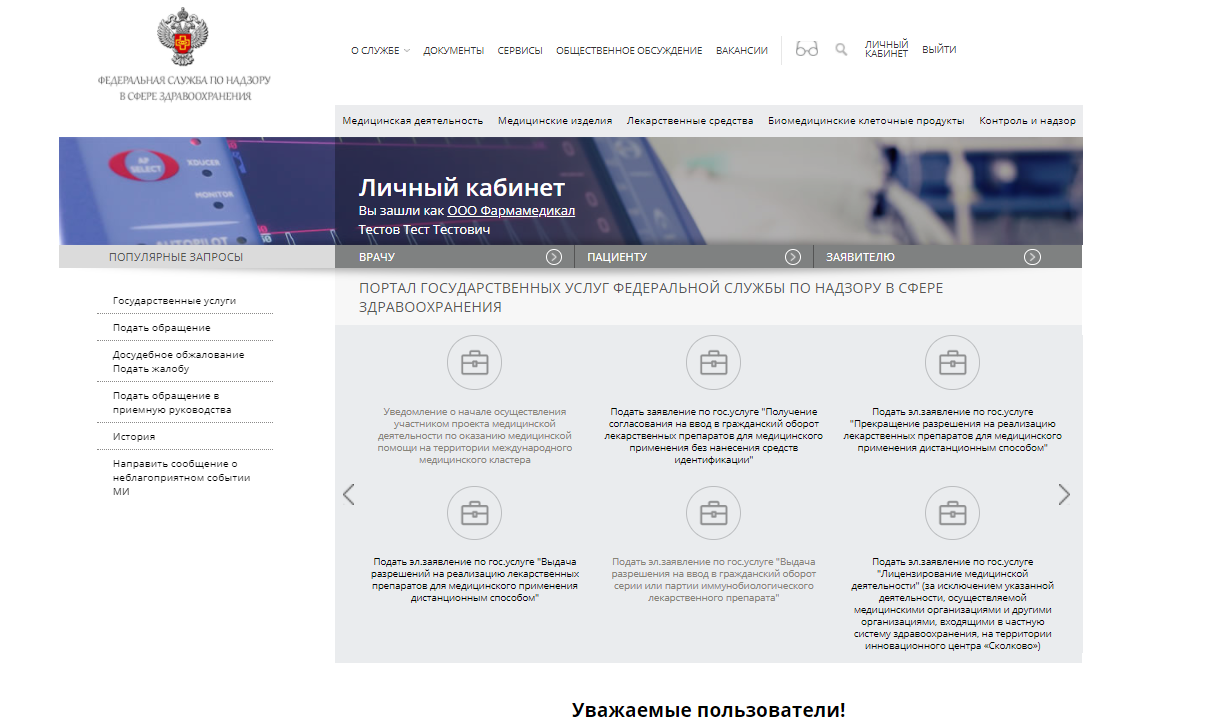 ФЕДЕРАЛЬНАЯ СЛУЖБА ПО НАДЗОРУ
В СФЕРЕ ЗДРАВООХРАНЕНИЯ
О СЛУЖБЕ ДОКУМЕНТЫ СЕРВИСЫ ОБЩЕСТВЕННОЕ ОБСУЖДЕНИЕ ВАКАНСИИ
ЛИЧНЫЙ
КАБИНЕТ
ВЫЙТИ
Медицинская деятельность Медицинские изделия Лекарственные средства Биомедицинские клеточные продукты Контроль и надзор
AP
SELECT
XDUCER
MONITOR
AUTOPILOT
Личный кабинет
Вы зашли как ООО Фармамедикал
Тестов Тест Тестович
ПОПУЛЯРНЫЕ ЗАПРОСЫ
ВРАЧУ ПАЦИЕНТУ ЗАЯВИТЕЛЮ
Государственные услуги
Подать обращение
Досудебное обжалование
Подать жалобу
Подать обращение в
приемную руководства
История
Направить сообщение о
неблагоприятном событии
МИ
ПОРТАЛ ГОСУДАРСТВЕННЫХ УСЛУГ ФЕДЕРАЛЬНОЙ СЛУЖБЫ ПО НАДЗОРУ В СФЕРЕ
ЗДРАВООХРАНЕНИЯ
Уведомление о начале осуществления
участником проекта медицинской
деятельности по оказанию медицинской
помощи на территории международного
медицинского кластера
Подать заявление по гос.услуге "Получение
согласования на ввод в гражданский оборот
лекарственных препаратов для медицинского
применения без нанесения средств
идентификации"
Подать эл.заявление по гос.услуге
"Прекращение разрешения на реализацию
лекарственных препаратов для медицинского
применения дистанционным способом"
Подать эл.заявление по гос.услуге "Выдача
разрешений на реализацию лекарственных
препаратов для медицинского применения
дистанционным способом"
Подать эл.заявление по гос.услуге "Выдача
разрешения на ввод в гражданский оборот
серии или партии иммунобиологического
лекарственного препарата"
Подать эл.заявление по гос.услуге
"Лицензирование медицинской
деятельности" (за исключением указанной
деятельности, осуществляемой
медицинскими организациями и другими
организациями, входящими в частную
систему здравоохранения, на территории
инновационного центра «Сколково»)
Уважаемые пользователи!